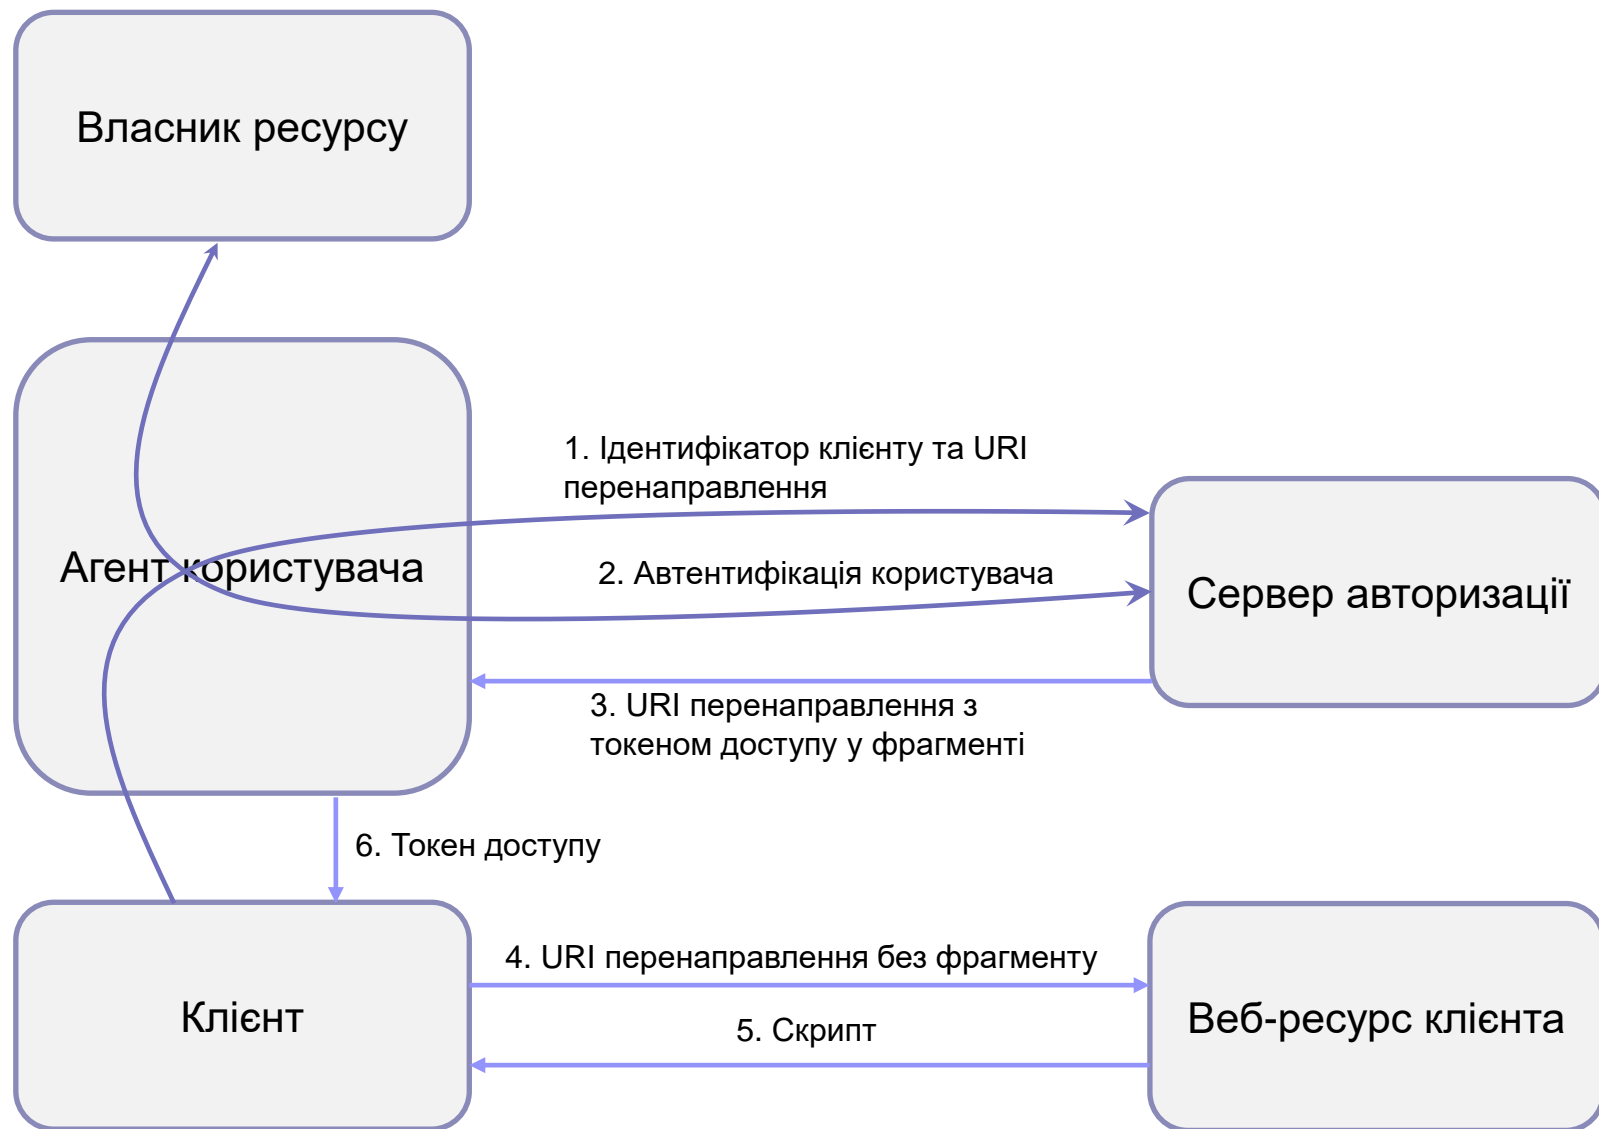 Власник ресурсу
1. Ідентифікатор клієнту та URI
перенаправлення
Агент користувача
2. Автентифікація користувача
Сервер авторизації
3. URI перенаправлення з
токеном доступу у фрагменті
6. Токен доступу
4. URI перенаправлення без фрагменту
Клієнт
5. Скрипт
Веб-ресурс клієнта